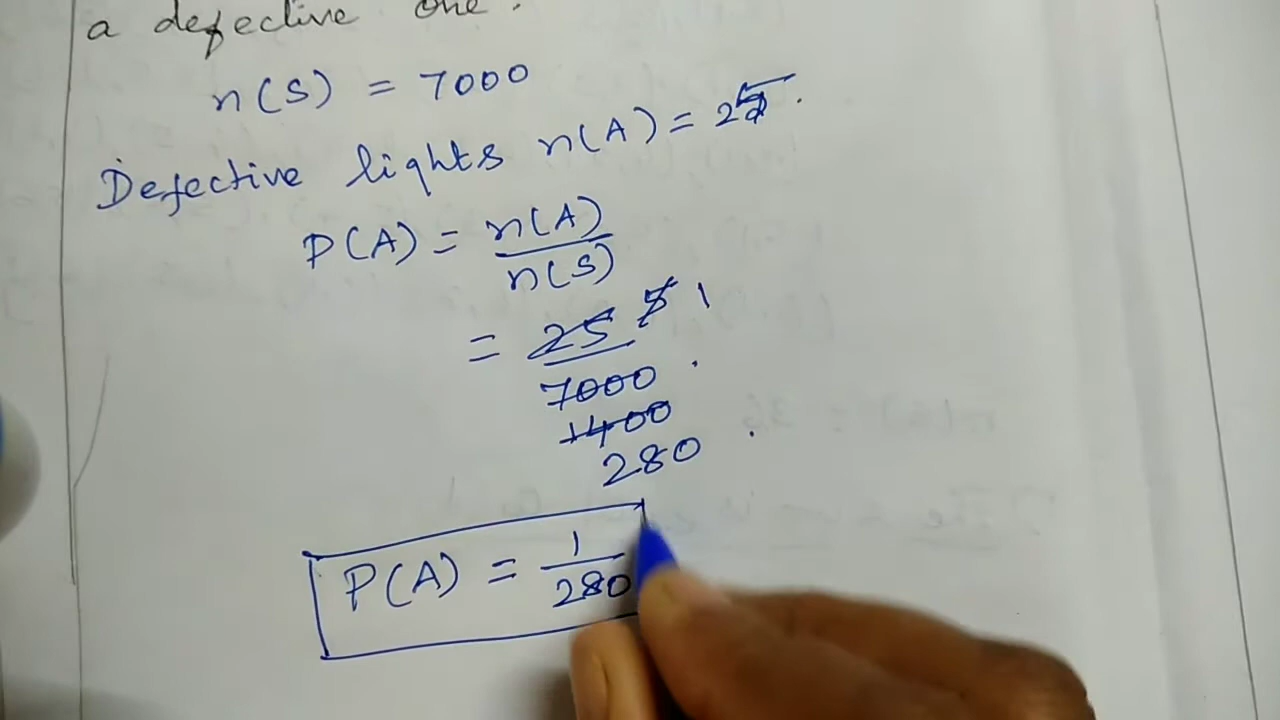 a defective one.
n(S) = 7000
Defective lights n(A) = 25.
P(A) = n(A)/n(S)
= 25 5 1
7000
1400
280
P(A) = 1/280